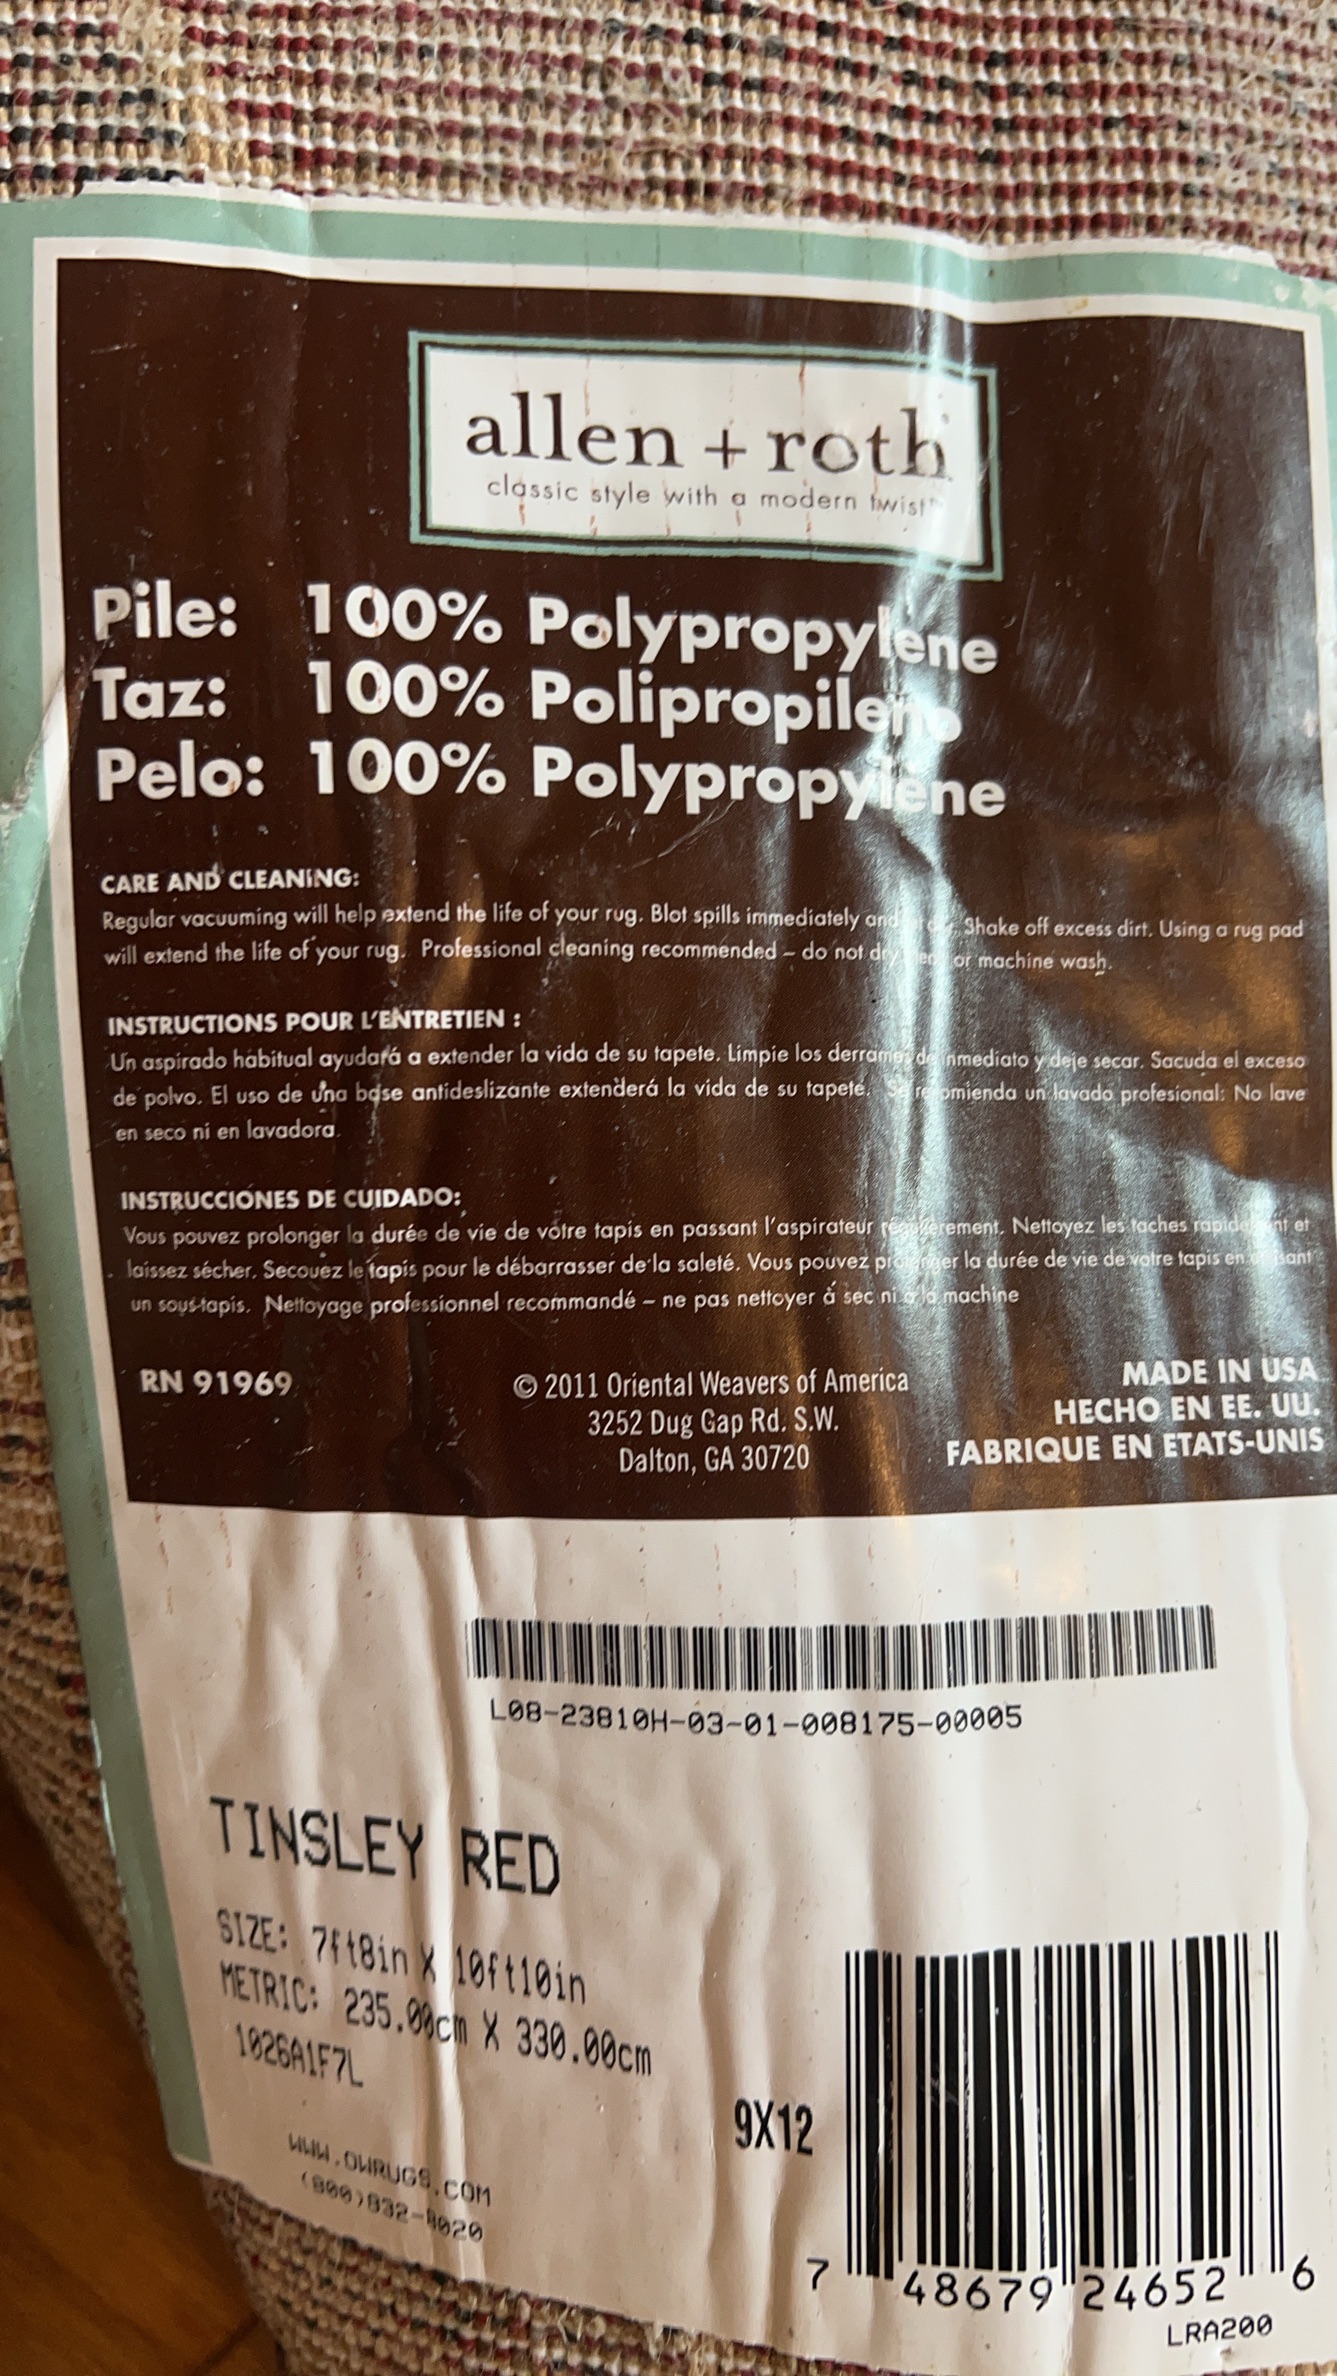 allen + roth
classic style with a modern twist™
Pile: 100% Polypropylene
Taz: 100% Polipropileno
Pelo: 100% Polypropylene
CARE AND CLEANING:
Regular vacuuming will help extend the life of your rug. Blot spills immediately and Shake off excess dirt. Using a rug pad
will extend the life of your rug. Professional cleaning recommended – do not dry or machine wash.
INSTRUCTIONS POUR L'ENTRETIEN :
Un aspirado habitual ayudará a extender la vida de su tapete. Limpie los derrames de inmediato y deje secar. Sacuda el exceso
de polvo. El uso de una base antideslizante extenderá la vida de su tapete. Se recomienda un lavado profesional: No lave
en seco ni en lavadora.
INSTRUCCIÓNES DE CUIDADO:
Vous pouvez prolonger la durée de vie de votre tapis en passant l'aspirateur régulièrement. Nettoyez les taches rapidement et
laissez sécher. Secouez le tapis pour le débarrasser de la saleté. Vous pouvez prolonger la durée de vie de votre tapis en utilisant
un sous-tapis. Nettoyage professionnel recommandé – ne pas nettoyer à sec ni à la machine
RN 91969
© 2011 Oriental Weavers of America
3252 Dug Gap Rd. S.W.
Dalton, GA 30720
MADE IN USA
HECHO EN EE. UU.
FABRIQUE EN ETATS-UNIS
L08-23810H-03-01-008175-00005
TINSLEY RED
SIZE: 7ft8in X 10ft10in
METRIC: 235.00cm X 330.00cm
1026A1F7L
9X12
WWW.OWRUGS.COM
(800)832-8020
7 48679 24652 6
LRA200